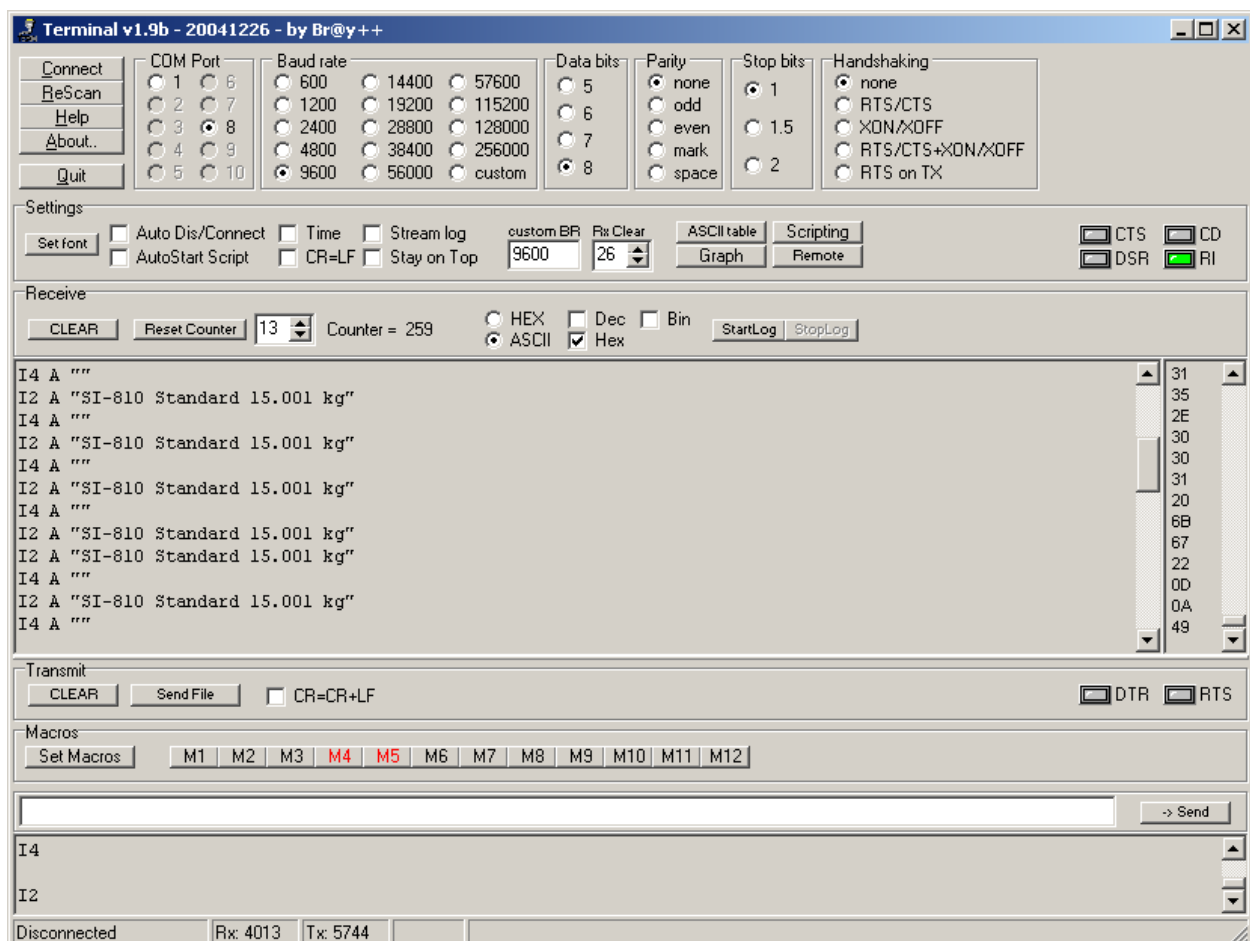 Terminal v1.9b - 20041226 - by Br@y++
Connect
ReScan
Help
About..
Quit
COM Port
1 6
2 7
3 8
4 9
5 10
Baud rate
600 14400 57600
1200 19200 115200
2400 28800 128000
4800 38400 256000
9600 56000 custom
Data bits
5
6
7
8
Parity
none
odd
even
mark
space
Stop bits
1
1.5
2
Handshaking
none
RTS/CTS
XON/XOFF
RTS/CTS+XON/XOFF
RTS on TX
Settings
Set font
Auto Dis/Connect Time Stream log
AutoStart Script CR=LF Stay on Top
custom BR Rx Clear
9600 26
ASCII table Scripting
Graph Remote
CTS CD
DSR RI
Receive
CLEAR Reset Counter 13 Counter = 259
HEX Dec Bin
ASCII Hex
StartLog StopLog
I4 A ""
I2 A "SI-810 Standard 15.001 kg"
I4 A ""
I2 A "SI-810 Standard 15.001 kg"
I4 A ""
I2 A "SI-810 Standard 15.001 kg"
I4 A ""
I2 A "SI-810 Standard 15.001 kg"
I2 A "SI-810 Standard 15.001 kg"
I4 A ""
I2 A "SI-810 Standard 15.001 kg"
I4 A ""
31
35
2E
30
30
31
20
6B
67
22
0D
0A
49
Transmit
CLEAR Send File CR=CR+LF DTR RTS
Macros
Set Macros M1 M2 M3 M4 M5 M6 M7 M8 M9 M10 M11 M12
-> Send
I4
I2
Disconnected Rx: 4013 Tx: 5744